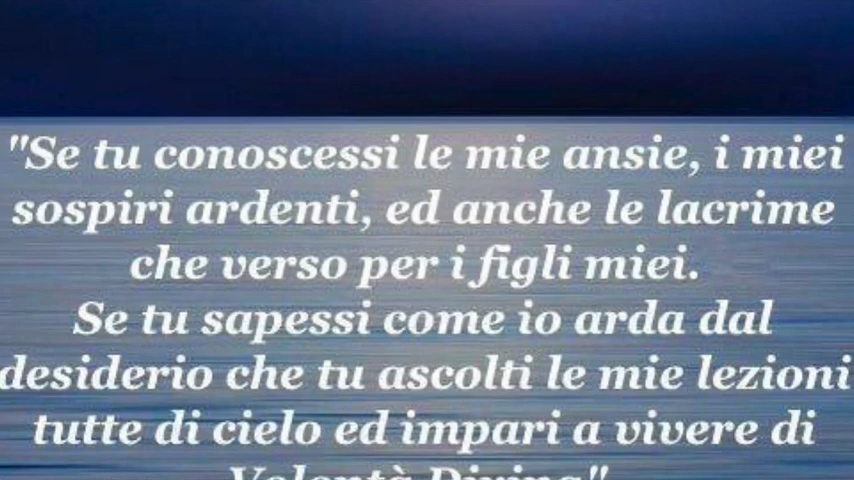 "Se tu conoscessi le mie ansie, i miei
sospiri ardenti, ed anche le lacrime
che verso per i figli miei.
Se tu sapessi come io arda dal
desiderio che tu ascolti le mie lezioni
tutte di cielo ed impari a vivere di
Volontà Divina"